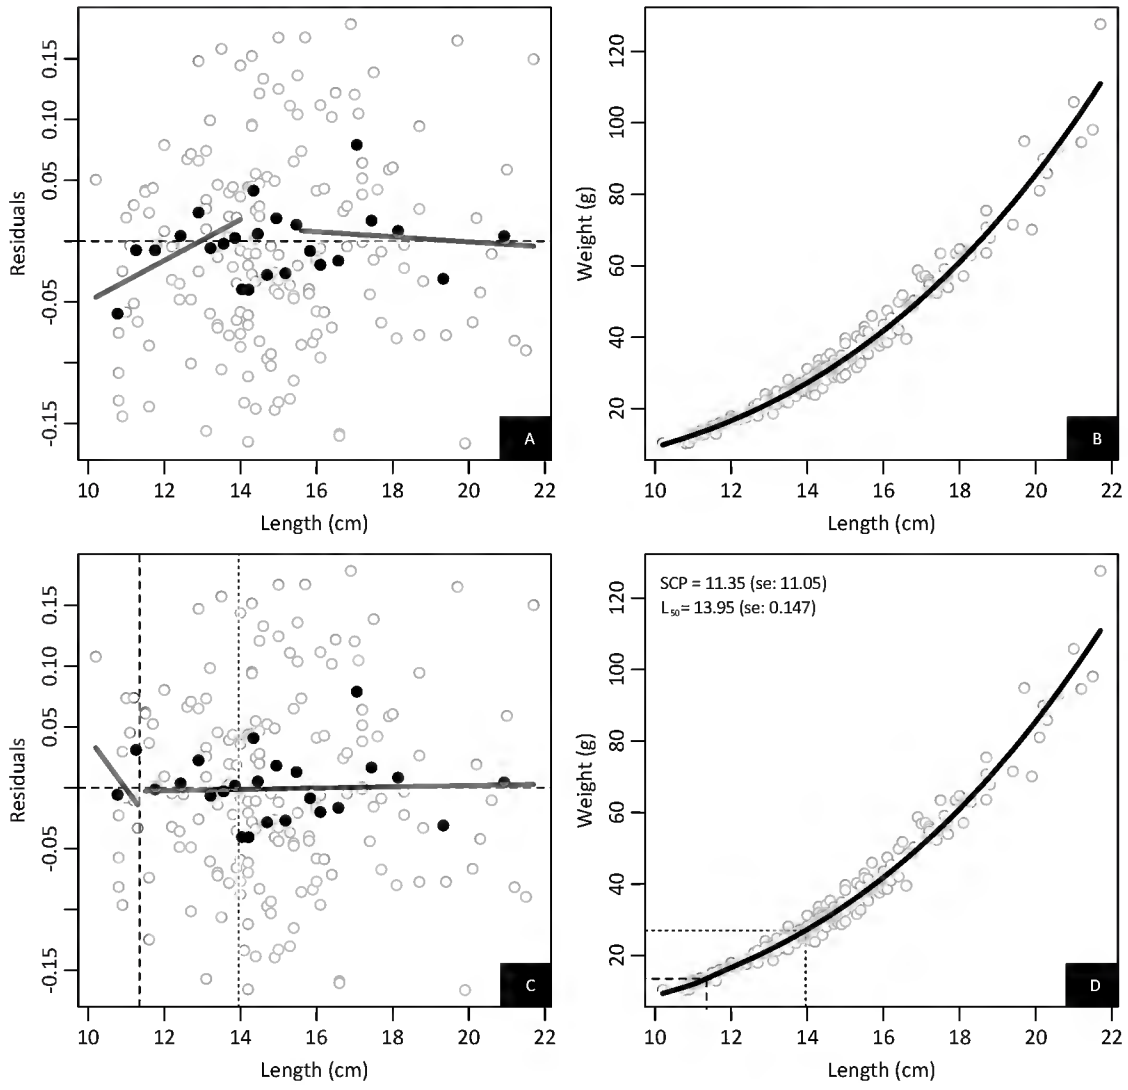 Residuals
0.15
0.10
0.05
-0.05
-0.15
A
10 12 14 16 18 20 22
Length (cm)
Weight (g)
120
100
80
60
40
20
B
10 12 14 16 18 20 22
Length (cm)
Residuals
0.15
0.10
0.05
-0.05
-0.15
C
10 12 14 16 18 20 22
Length (cm)
Weight (g)
120
100
80
60
40
20
SCP = 11.35 (se: 11.05)
L50= 13.95 (se: 0.147)
D
10 12 14 16 18 20 22
Length (cm)